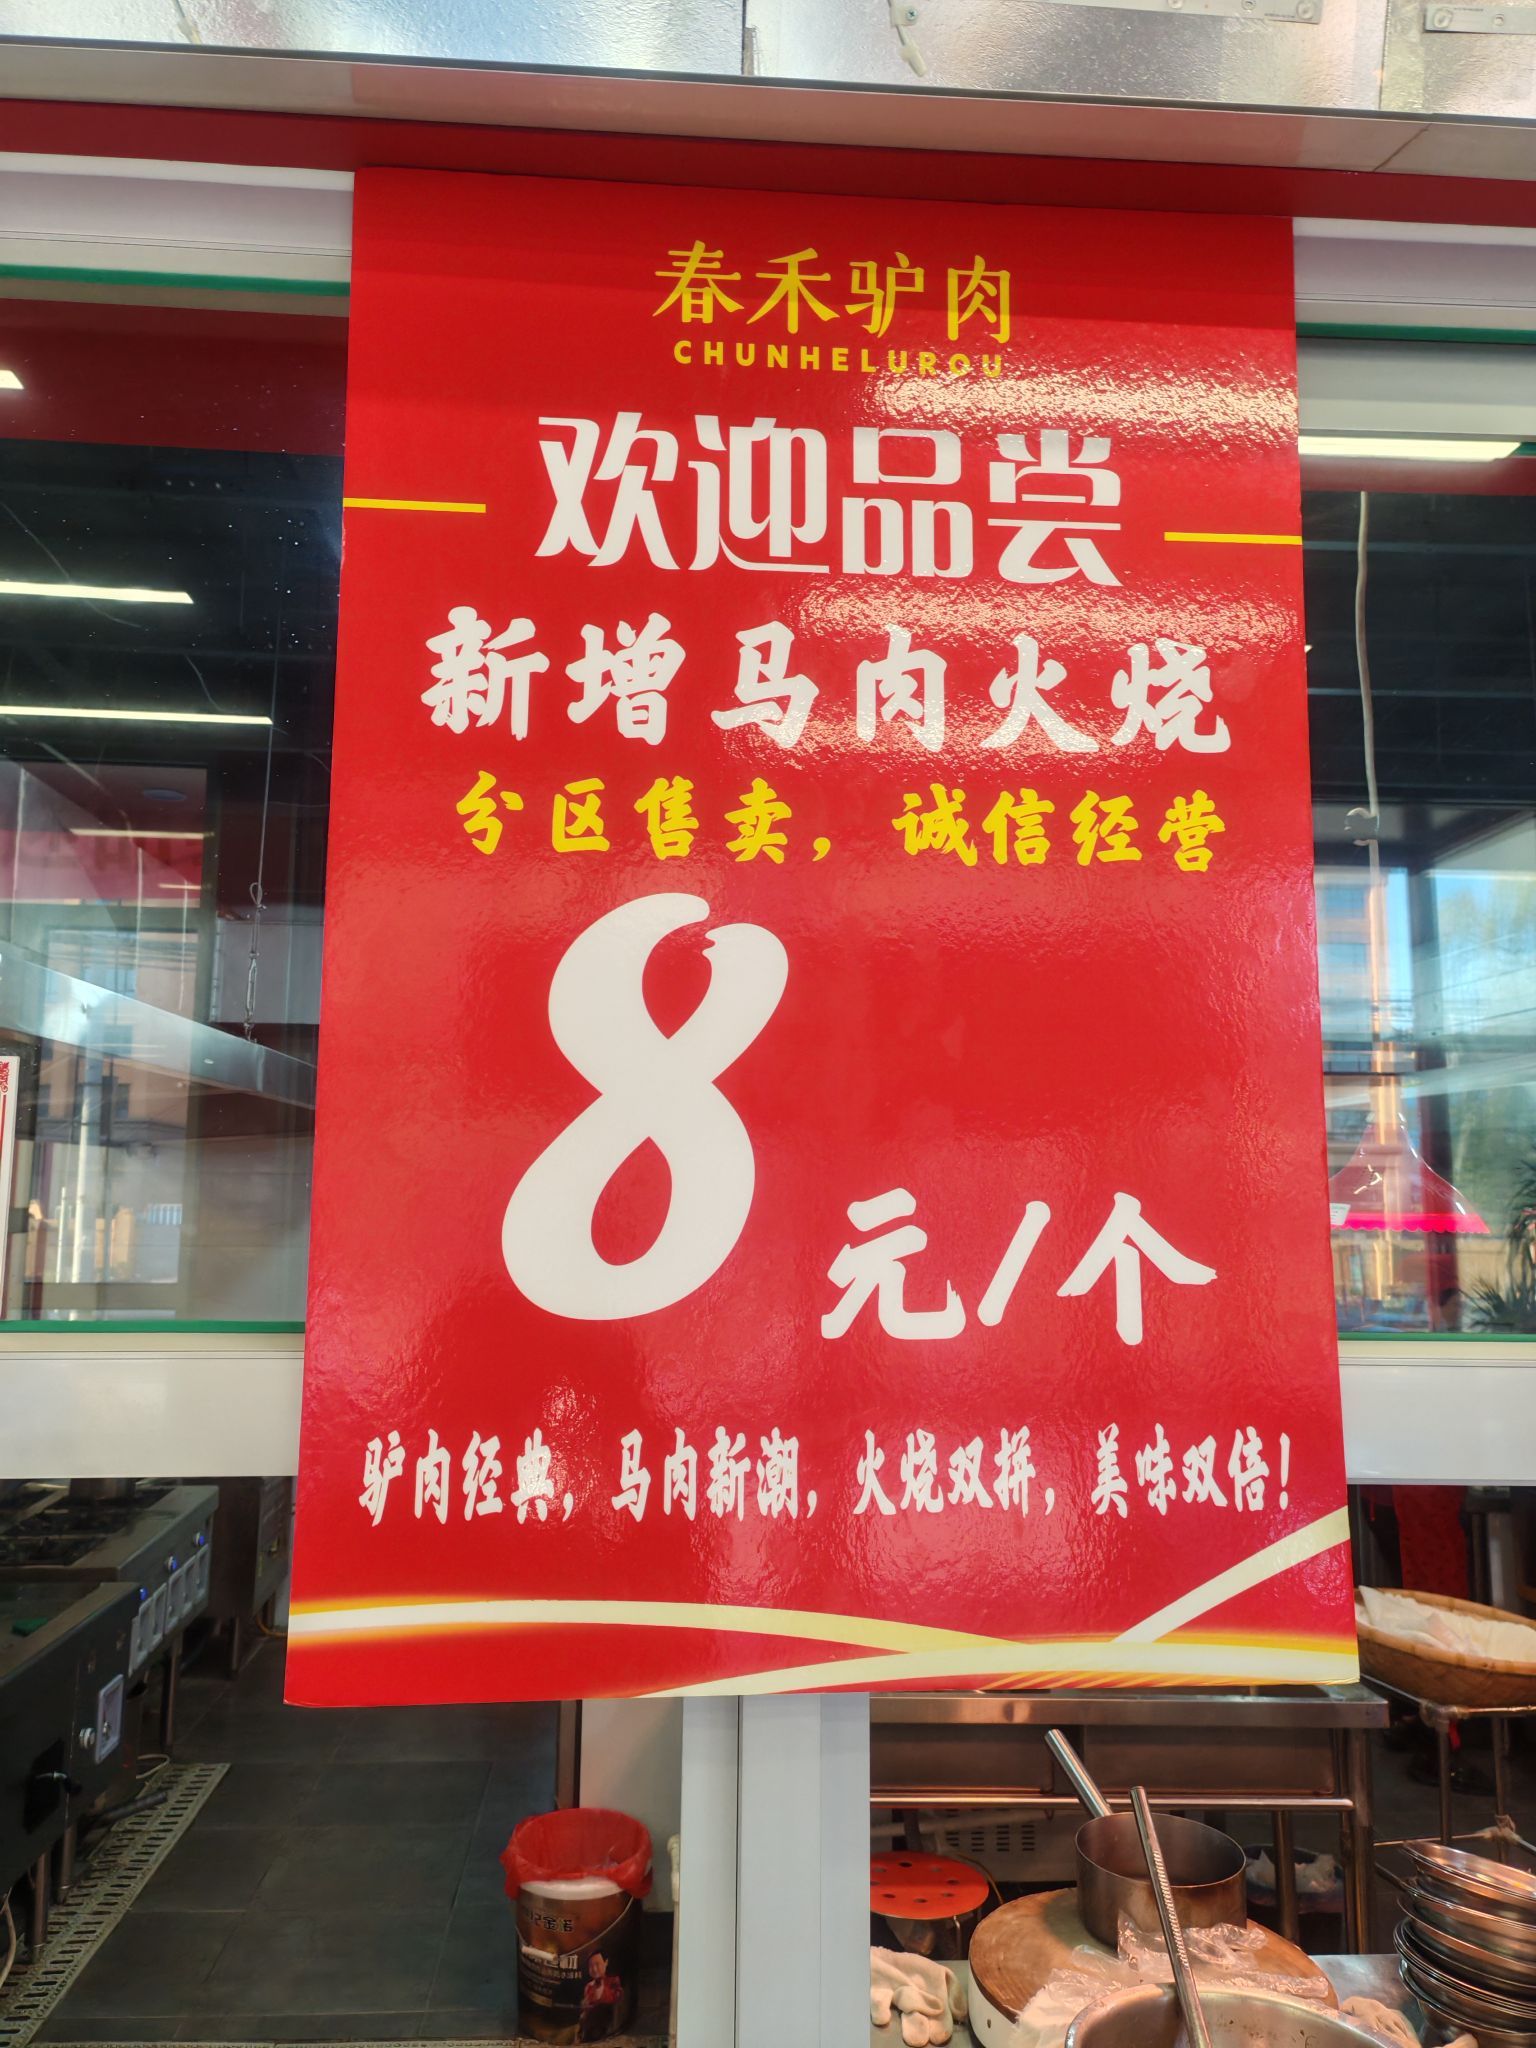 春禾驴肉
CHUNHELUROU
欢迎品尝
新增马肉火烧
分区售卖，诚信经营
8元/个
驴肉经典，马肉新潮，火烧双拼，美味双倍！